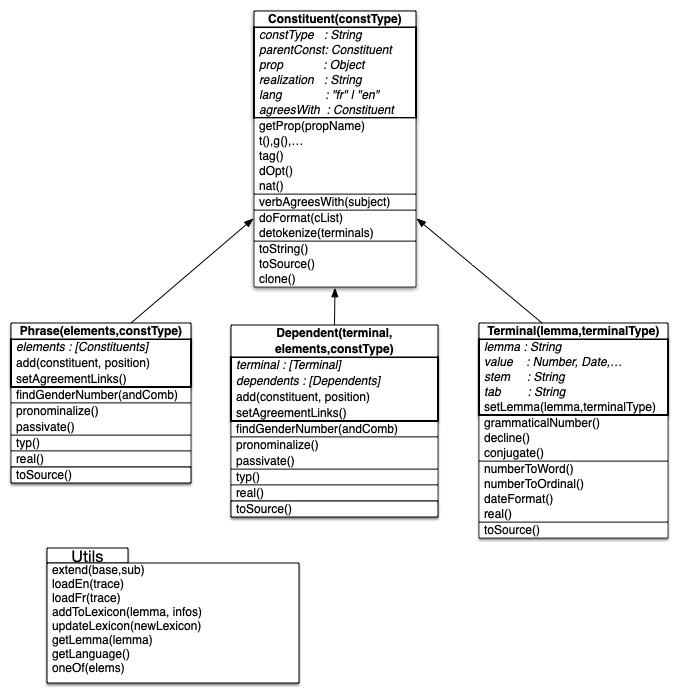 Constituent(constType)
constType : String
parentConst: Constituent
prop : Object
realization : String
lang : "fr" | "en"
agreesWith : Constituent
getProp(propName)
t(),g(),…
tag()
dOpt()
nat()
verbAgreesWith(subject)
doFormat(cList)
detokenize(terminals)
toString()
toSource()
clone()
Phrase(elements,constType)
elements : [Constituents]
add(constituent, position)
setAgreementLinks()
findGenderNumber(andComb)
pronominalize()
passivate()
typ()
real()
toSource()
Dependent(terminal,
elements,constType)
terminal : [Terminal]
dependents : [Dependents]
add(constituent, position)
setAgreementLinks()
findGenderNumber(andComb)
pronominalize()
passivate()
typ()
real()
toSource()
Terminal(lemma,terminalType)
lemma : String
value : Number, Date,…
stem : String
tab : String
setLemma(lemma,terminalType)
grammaticalNumber()
decline()
conjugate()
numberToWord()
numberToOrdinal()
dateFormat()
real()
toSource()
Utils
extend(base,sub)
loadEn(trace)
loadFr(trace)
addToLexicon(lemma, infos)
updateLexicon(newLexicon)
getLemma(lemma)
getLanguage()
oneOf(elems)